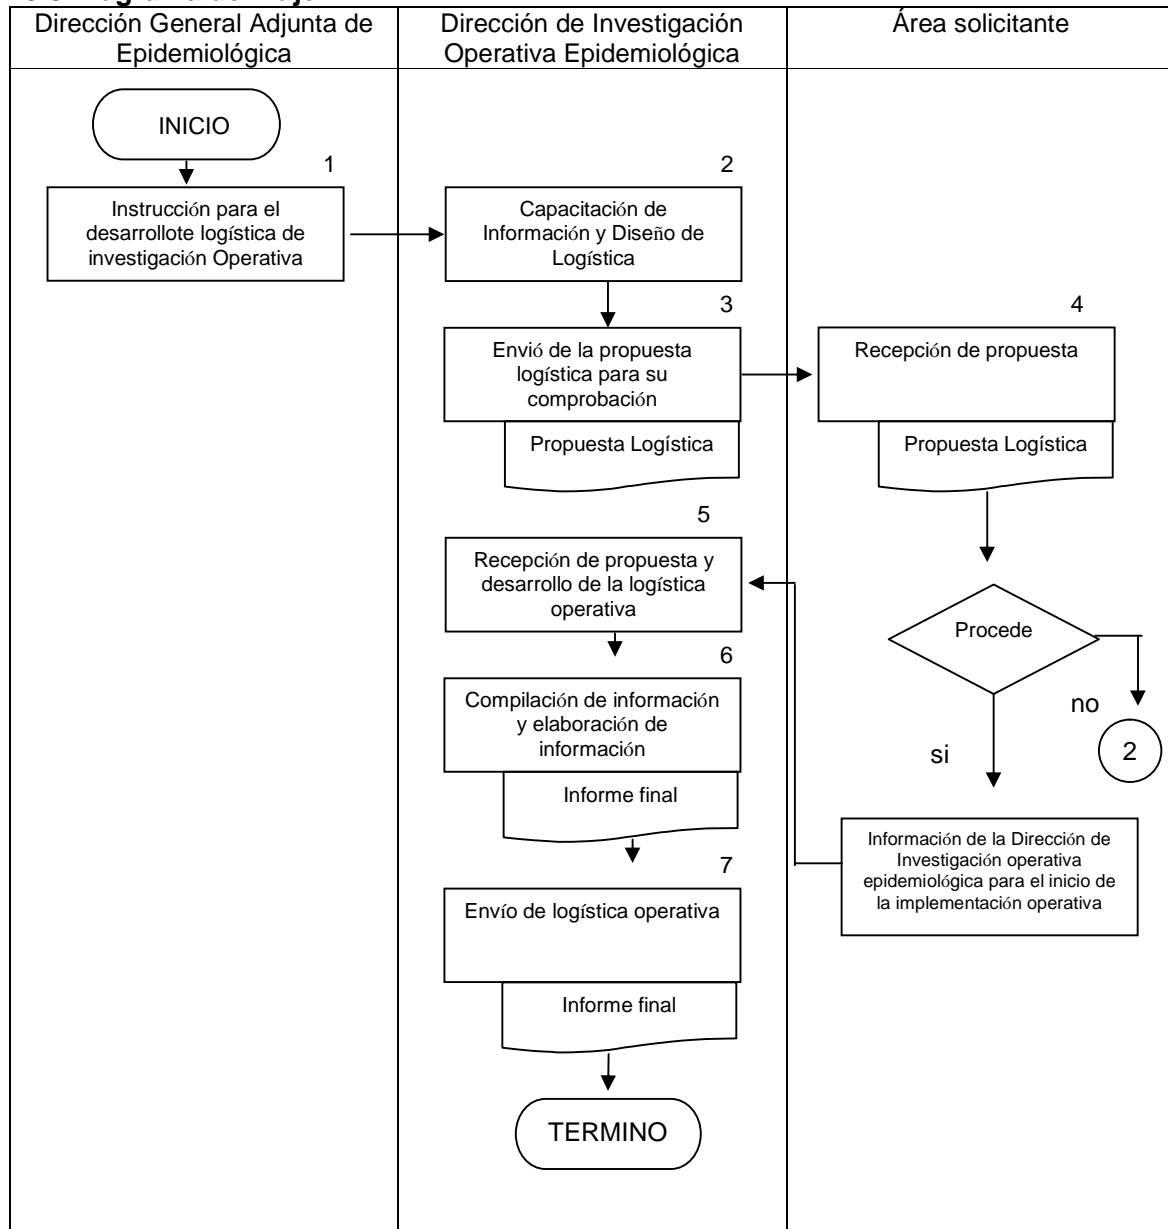 Dirección General Adjunta de
Epidemiológica
Dirección de Investigación
Operativa Epidemiológica
Área solicitante
INICIO
1
Instrucción para el
desarrollote logística de
investigación Operativa
2
Capacitación de
Información y Diseño de
Logística
3
Envió de la propuesta
logística para su
comprobación
Propuesta Logística
4
Recepción de propuesta
Propuesta Logística
Procede
no
2
si
Información de la Dirección de
Investigación operativa
epidemiológica para el inicio de
la implementación operativa
5
Recepción de propuesta y
desarrollo de la logística
operativa
6
Compilación de información
y elaboración de
información
Informe final
7
Envío de logística operativa
Informe final
TERMINO